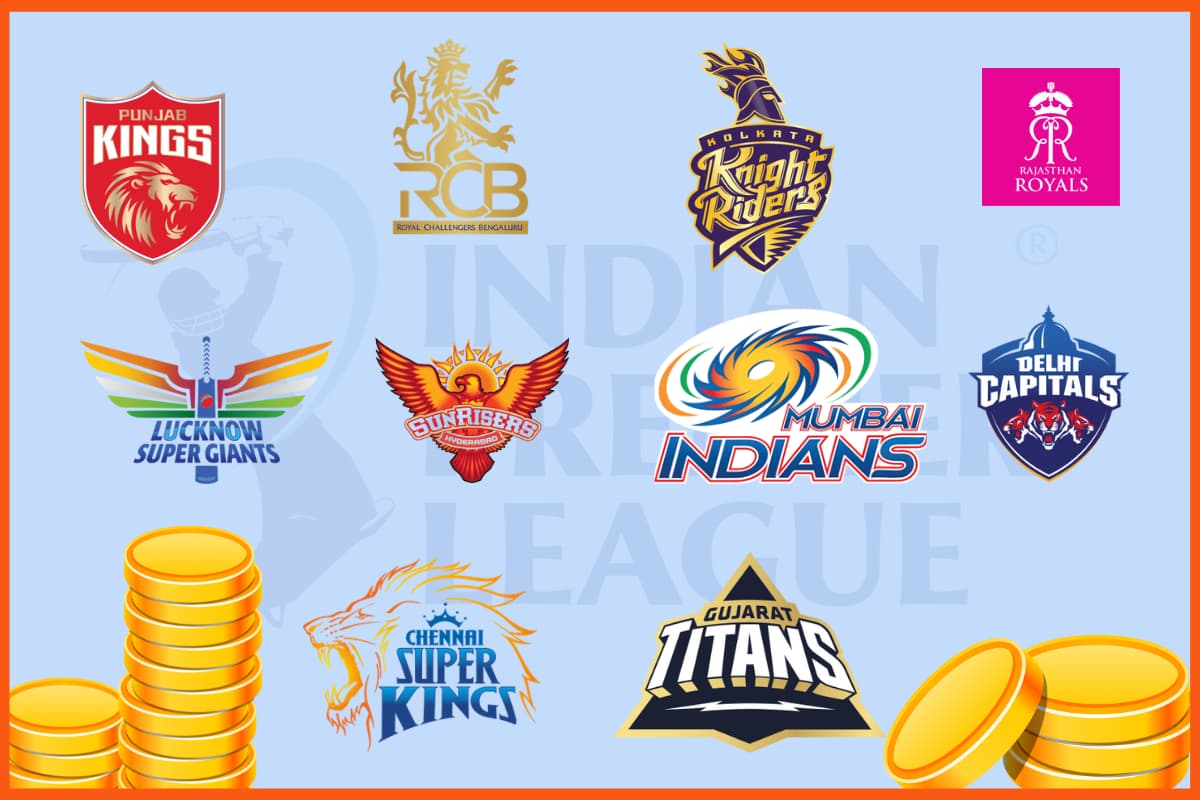 PUNJAB
KINGS
RCB
ROYAL CHALLENGERS BENGALURU
KOLKATA
Knight
Riders
RAJASTHAN
ROYALS
INDIAN
PREMIER
LEAGUE
®
LUCKNOW
SUPER GIANTS
SUNRISERS
HYDERABAD
MUMBAI
INDIANS
DELHI
CAPITALS
CHENNAI
SUPER
KINGS
GUJARAT
TITANS